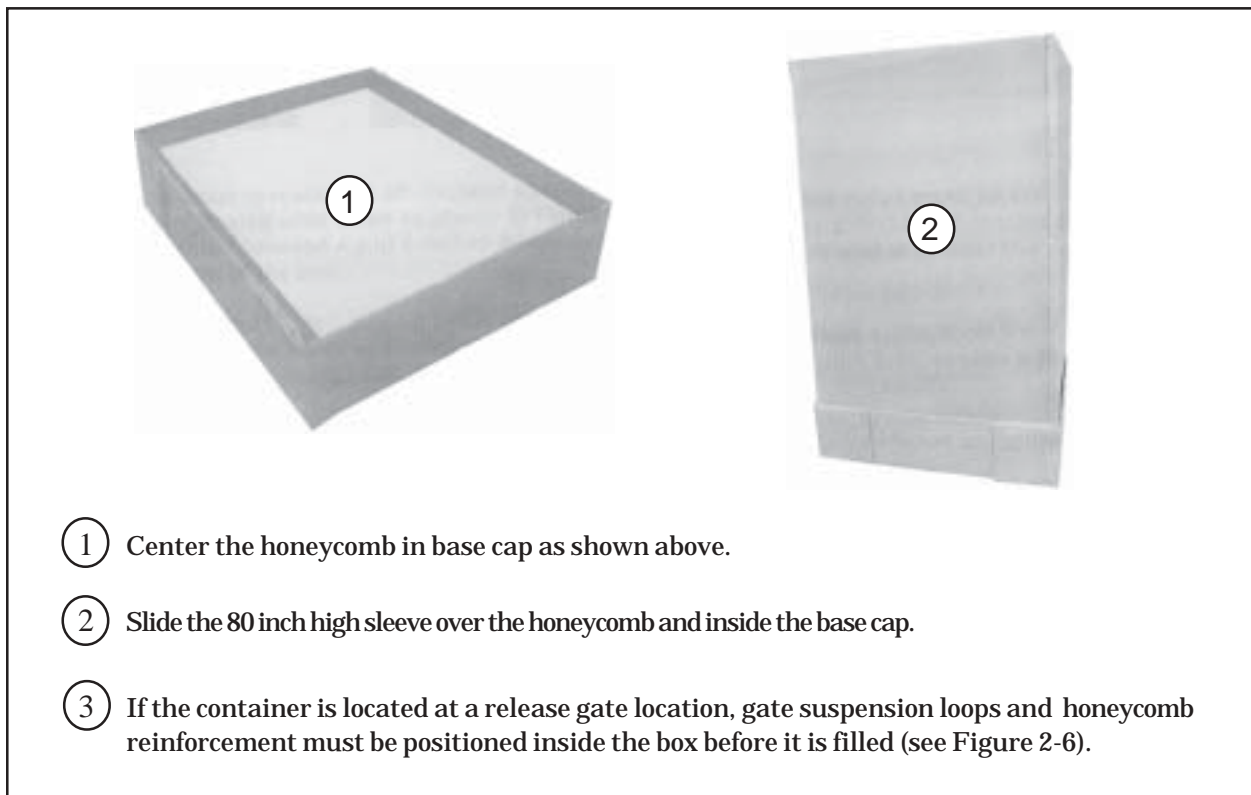 1
2
1 Center the honeycomb in base cap as shown above.
2 Slide the 80 inch high sleeve over the honeycomb and inside the base cap.
3 If the container is located at a release gate location, gate suspension loops and honeycomb
reinforcement must be positioned inside the box before it is filled (see Figure 2-6).